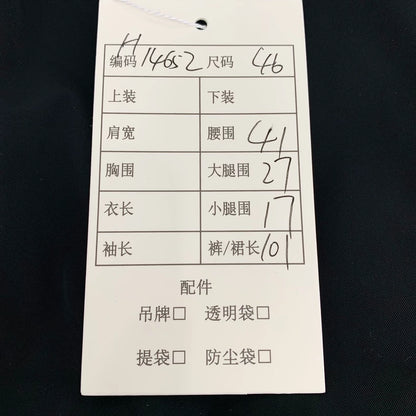 编码 H14652 尺码 46
上装 下装
肩宽 腰围 41
胸围 大腿围 27
衣长 小腿围 17
袖长 裤/裙长 101
配件
吊牌□ 透明袋□
提袋□ 防尘袋□